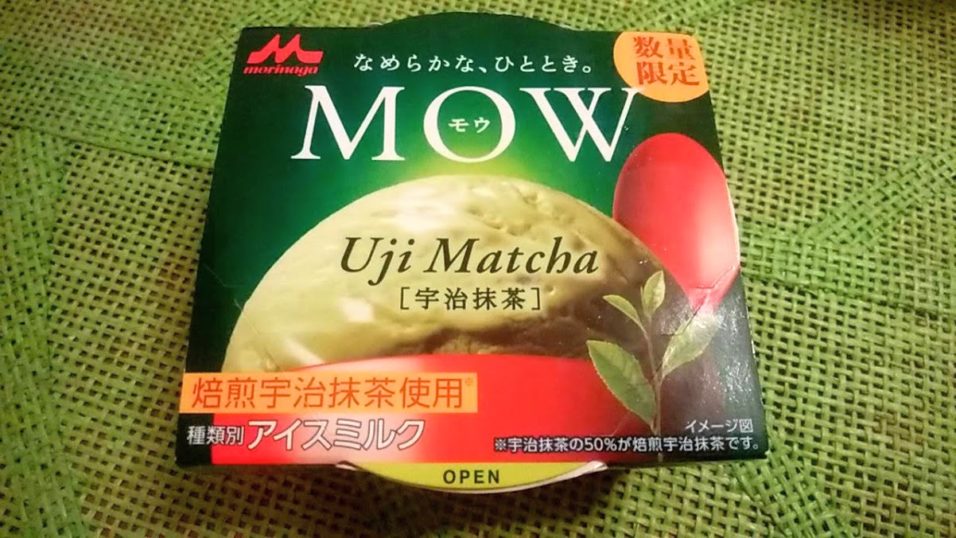 morinaga
なめらかな、ひととき。
数量
限定
MOW
モウ
Uji Matcha
[宇治抹茶]
焙煎宇治抹茶使用※
種類別アイスミルク
イメージ図
※宇治抹茶の50%が焙煎宇治抹茶です。
OPEN